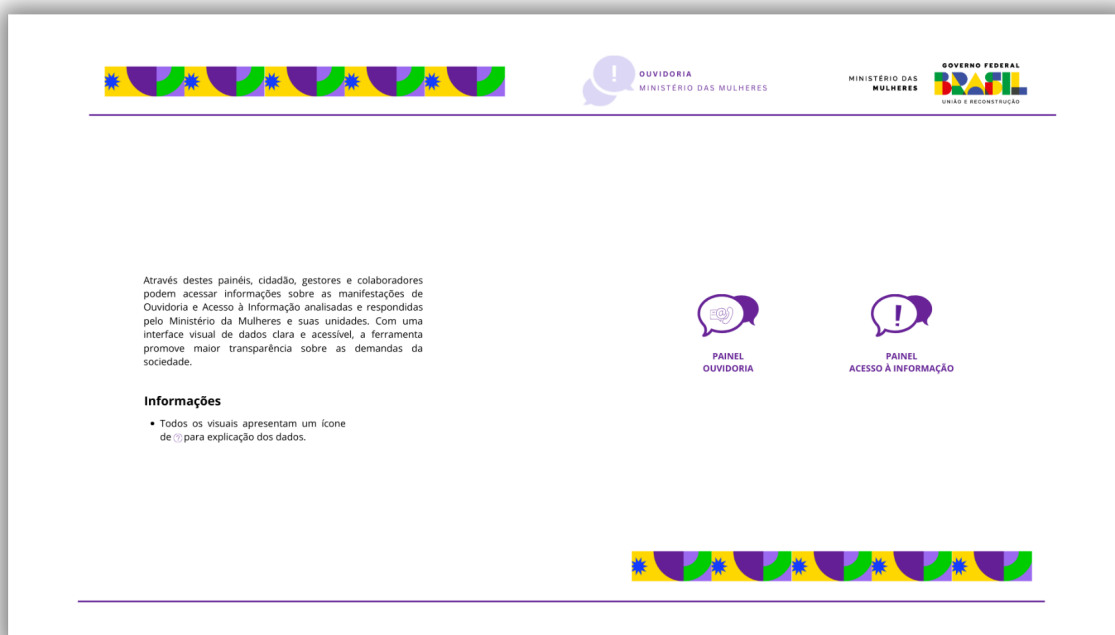 OUVIDORIA
MINISTÉRIO DAS MULHERES
MINISTÉRIO DAS
MULHERES
GOVERNO FEDERAL
BRASIL
UNIÃO E RECONSTRUÇÃO
Através destes painéis, cidadão, gestores e colaboradores
podem acessar informações sobre as manifestações de
Ouvidoria e Acesso à Informação analisadas e respondidas
pelo Ministério da Mulheres e suas unidades. Com uma
interface visual de dados clara e acessível, a ferramenta
promove maior transparência sobre as demandas da
sociedade.
Informações
• Todos os visuais apresentam um ícone
de ? para explicação dos dados.
PAINEL
OUVIDORIA
PAINEL
ACESSO À INFORMAÇÃO